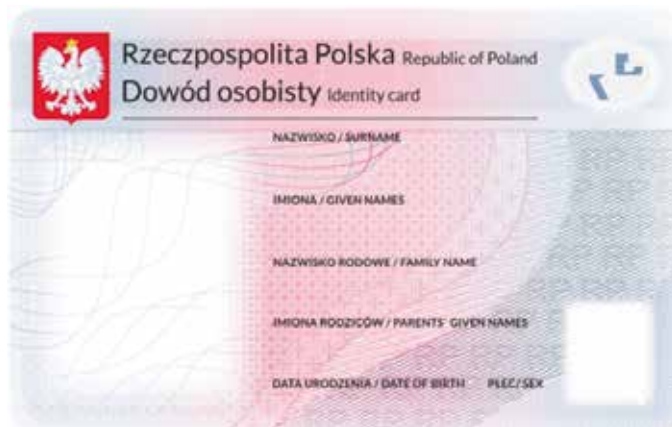 Rzeczpospolita Polska Republic of Poland
Dowód osobisty Identity card
NAZWISKO / SURNAME
IMIONA / GIVEN NAMES
NAZWISKO RODOWE / FAMILY NAME
IMIONA RODZICÓW / PARENTS' GIVEN NAMES
DATA URODZENIA / DATE OF BIRTH PŁEĆ / SEX